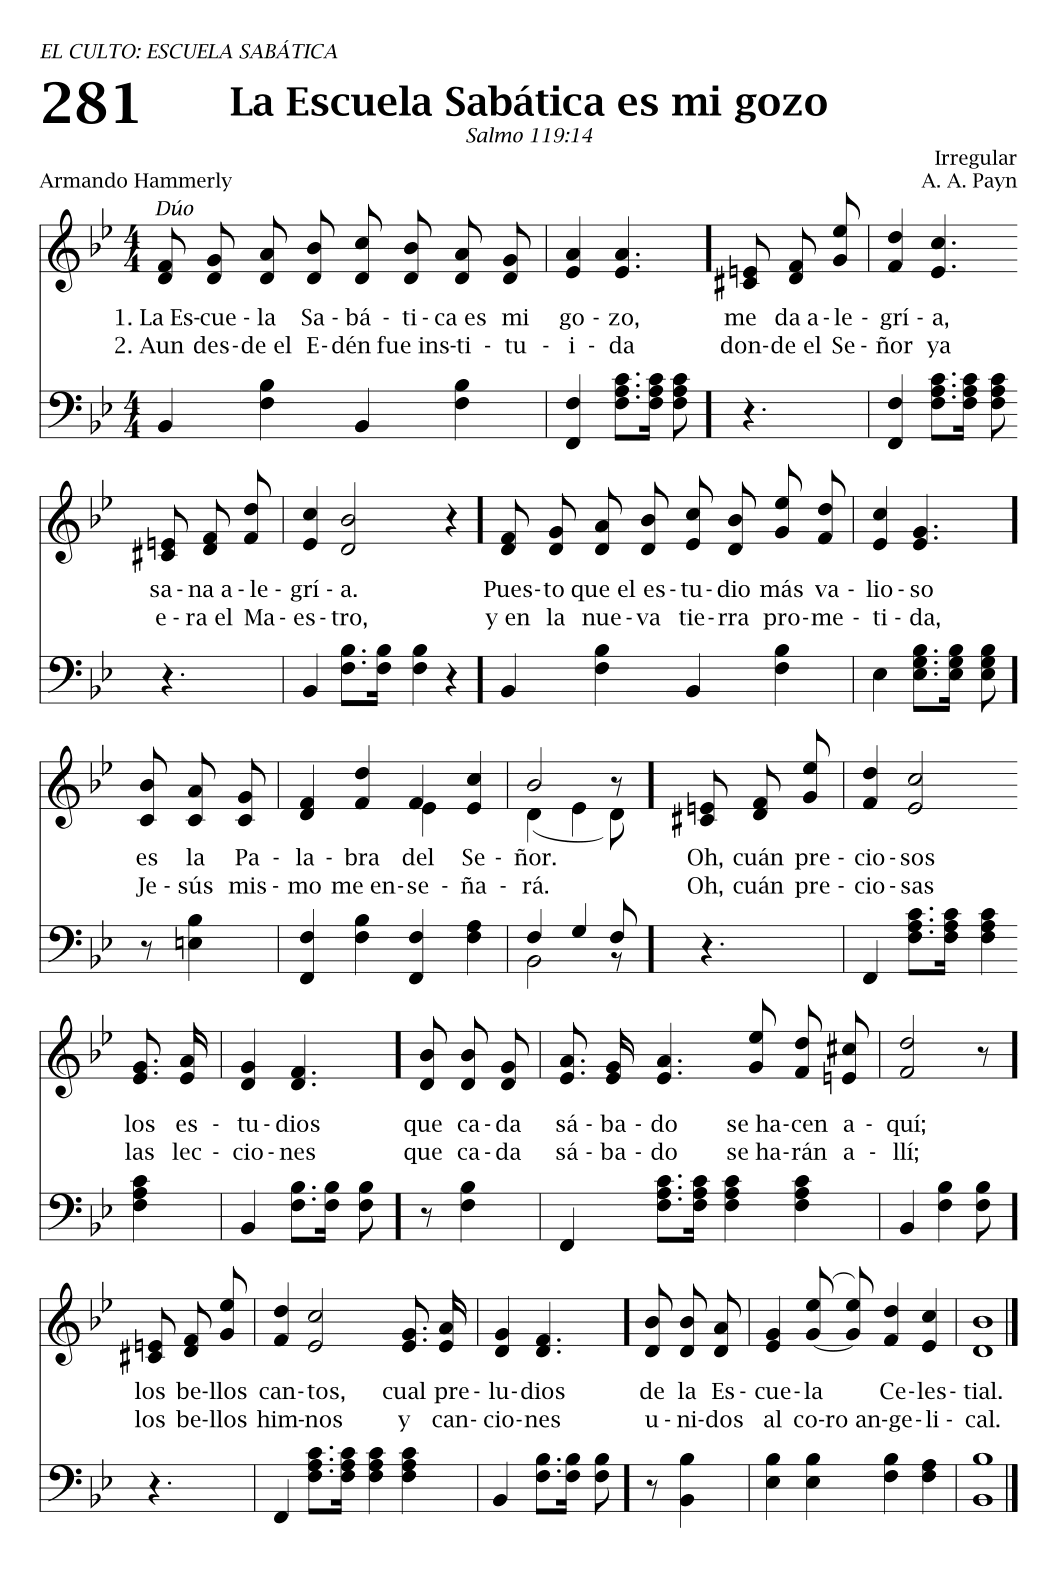 EL CULTO: ESCUELA SABÁTICA
281 La Escuela Sabática es mi gozo
Salmo 119:14
Irregular
Armando Hammerly A. A. Payn
Dúo
1. La Es-cue - la Sa - bá - ti - ca es mi go - zo, me da a - le - grí - a,
2. Aun des-de el E-dén fue ins-ti - tu - i - da don-de el Se - ñor ya
sa - na a - le - grí - a. Pues-to que el es - tu - dio más va - lio - so
e - ra el Ma - es - tro, y en la nue - va tie - rra pro - me - ti - da,
es la Pa - la - bra del Se - ñor. Oh, cuán pre - cio - sos
Je - sús mis - mo me en-se - ña - rá. Oh, cuán pre - cio - sas
los es - tu - dios que ca - da sá - ba - do se ha-cen a - quí;
las lec - cio - nes que ca - da sá - ba - do se ha-rán a - llí;
los be-llos can-tos, cual pre - lu-dios de la Es - cue-la Ce-les- tial.
los be-llos him-nos y can- cio-nes u - ni-dos al co-ro an-ge-li - cal.